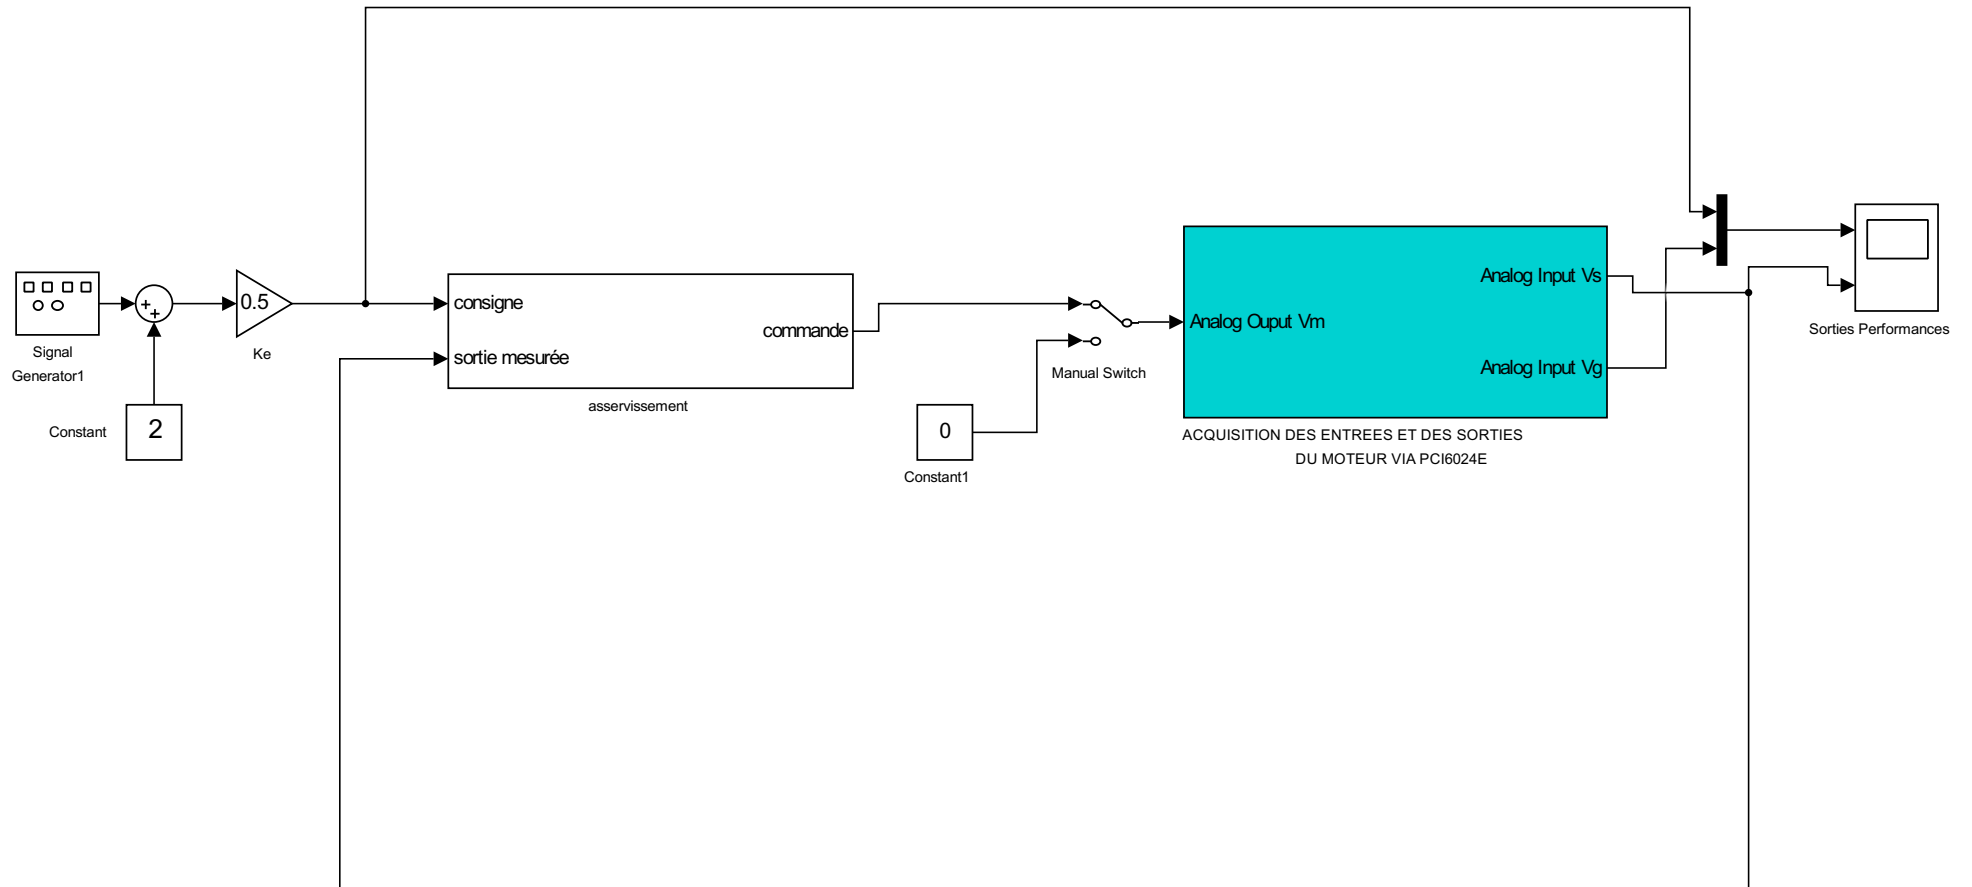 Signal
Generator1
Constant
2
0.5
Ke
consigne
sortie mesurée
commande
asservissement
0
Constant1
Manual Switch
Analog Ouput Vm
Analog Input Vs
Analog Input Vg
ACQUISITION DES ENTREES ET DES SORTIES
DU MOTEUR VIA PCI6024E
Sorties Performances